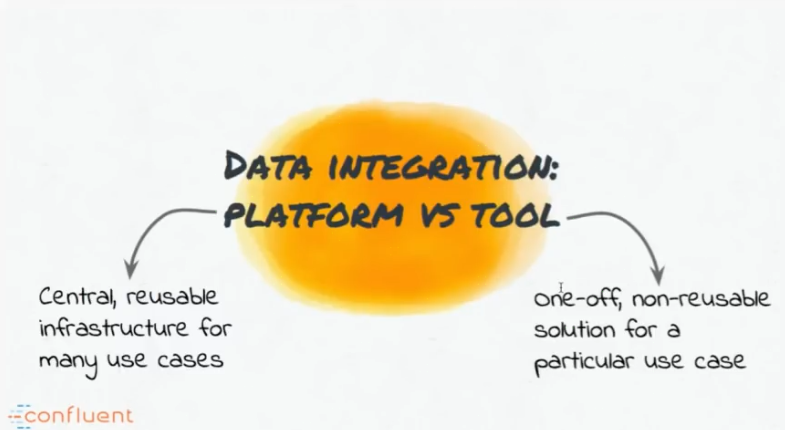 DATA INTEGRATION:
PLATFORM VS TOOL
Central, reusable
infrastructure for
many use cases
One-off, non-reusable
solution for a
particular use case
confluent